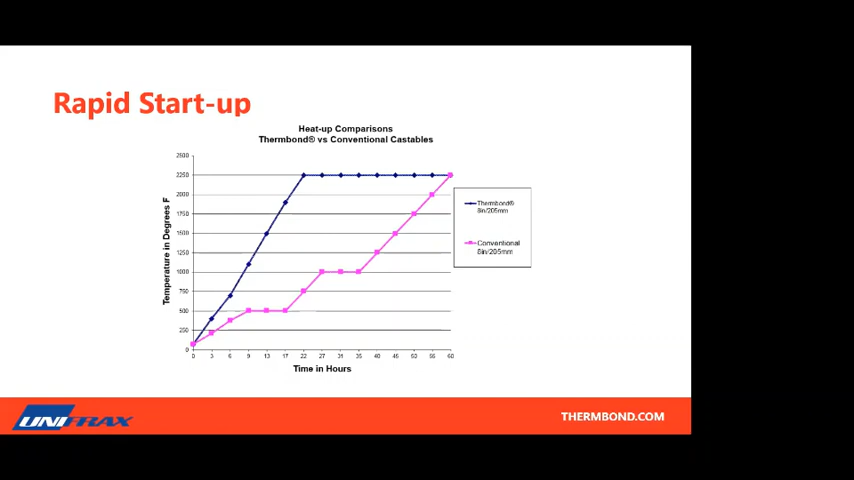 Rapid Start-up
Heat-up Comparisons
Thermbond® vs Conventional Castables
Temperature in Degrees F
2500
2250
2000
1750
1500
1250
1000
750
500
250
0
0 3 6 9 13 17 22 27 31 35 40 45 50 55 60
Time in Hours
Thermbond®
8in/205mm
Conventional
8in/205mm
UNIFRAX
THERMBOND.COM